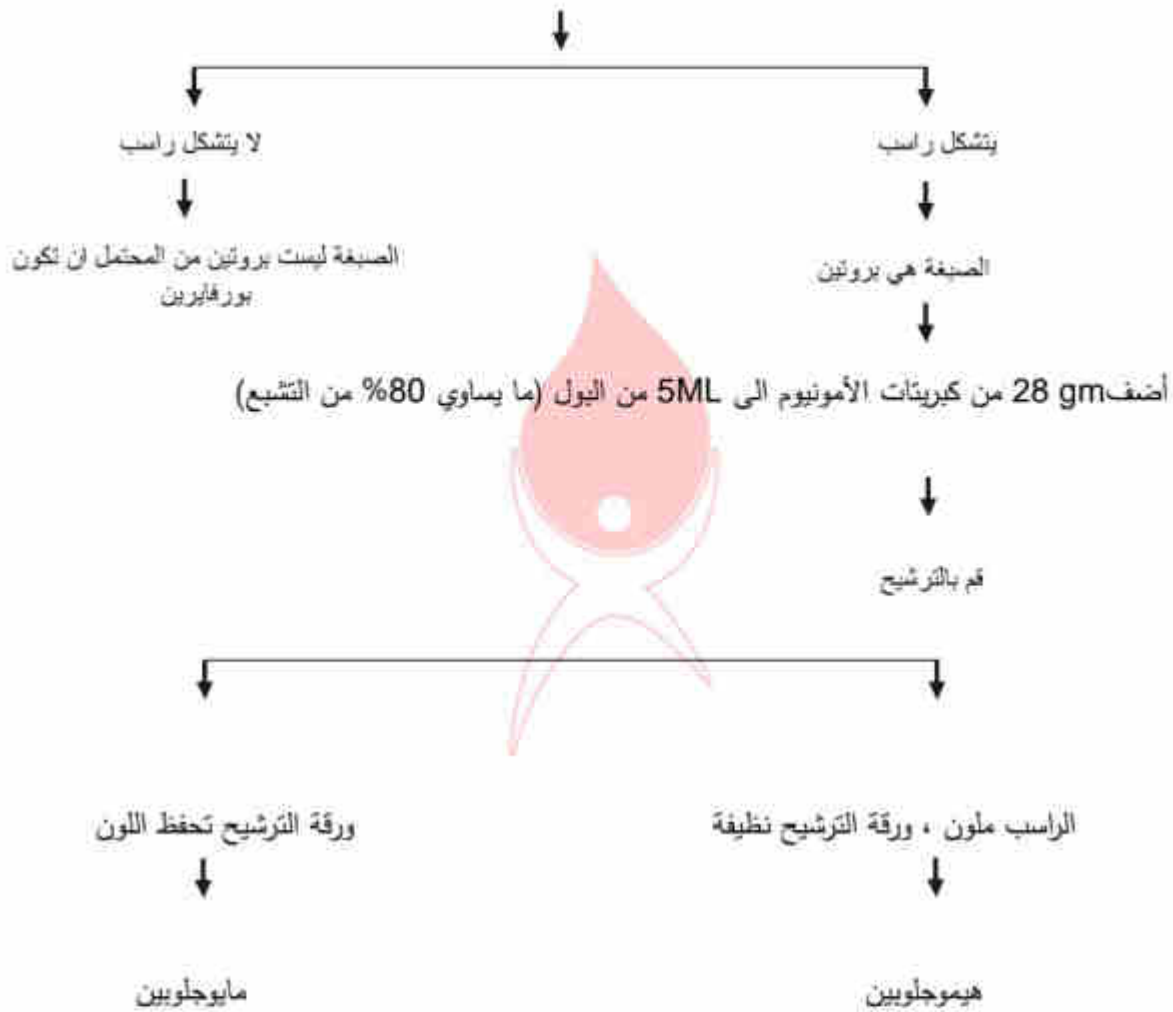 يتشكل راسب
لا يتشكل راسب
الصبغة هي بروتين
الصبغة ليست بروتين من المحتمل ان تكون
بورفايرين
أضف28 gm من كبريتات الأمونيوم الى 5ML من البول (ما يساوي 80% من التشبع)
قم بالترشيح
الراسب ملون ، ورقة الترشيح نظيفة
ورقة الترشيح تحفظ اللون
هيموجلوبين
مايوجلوبين